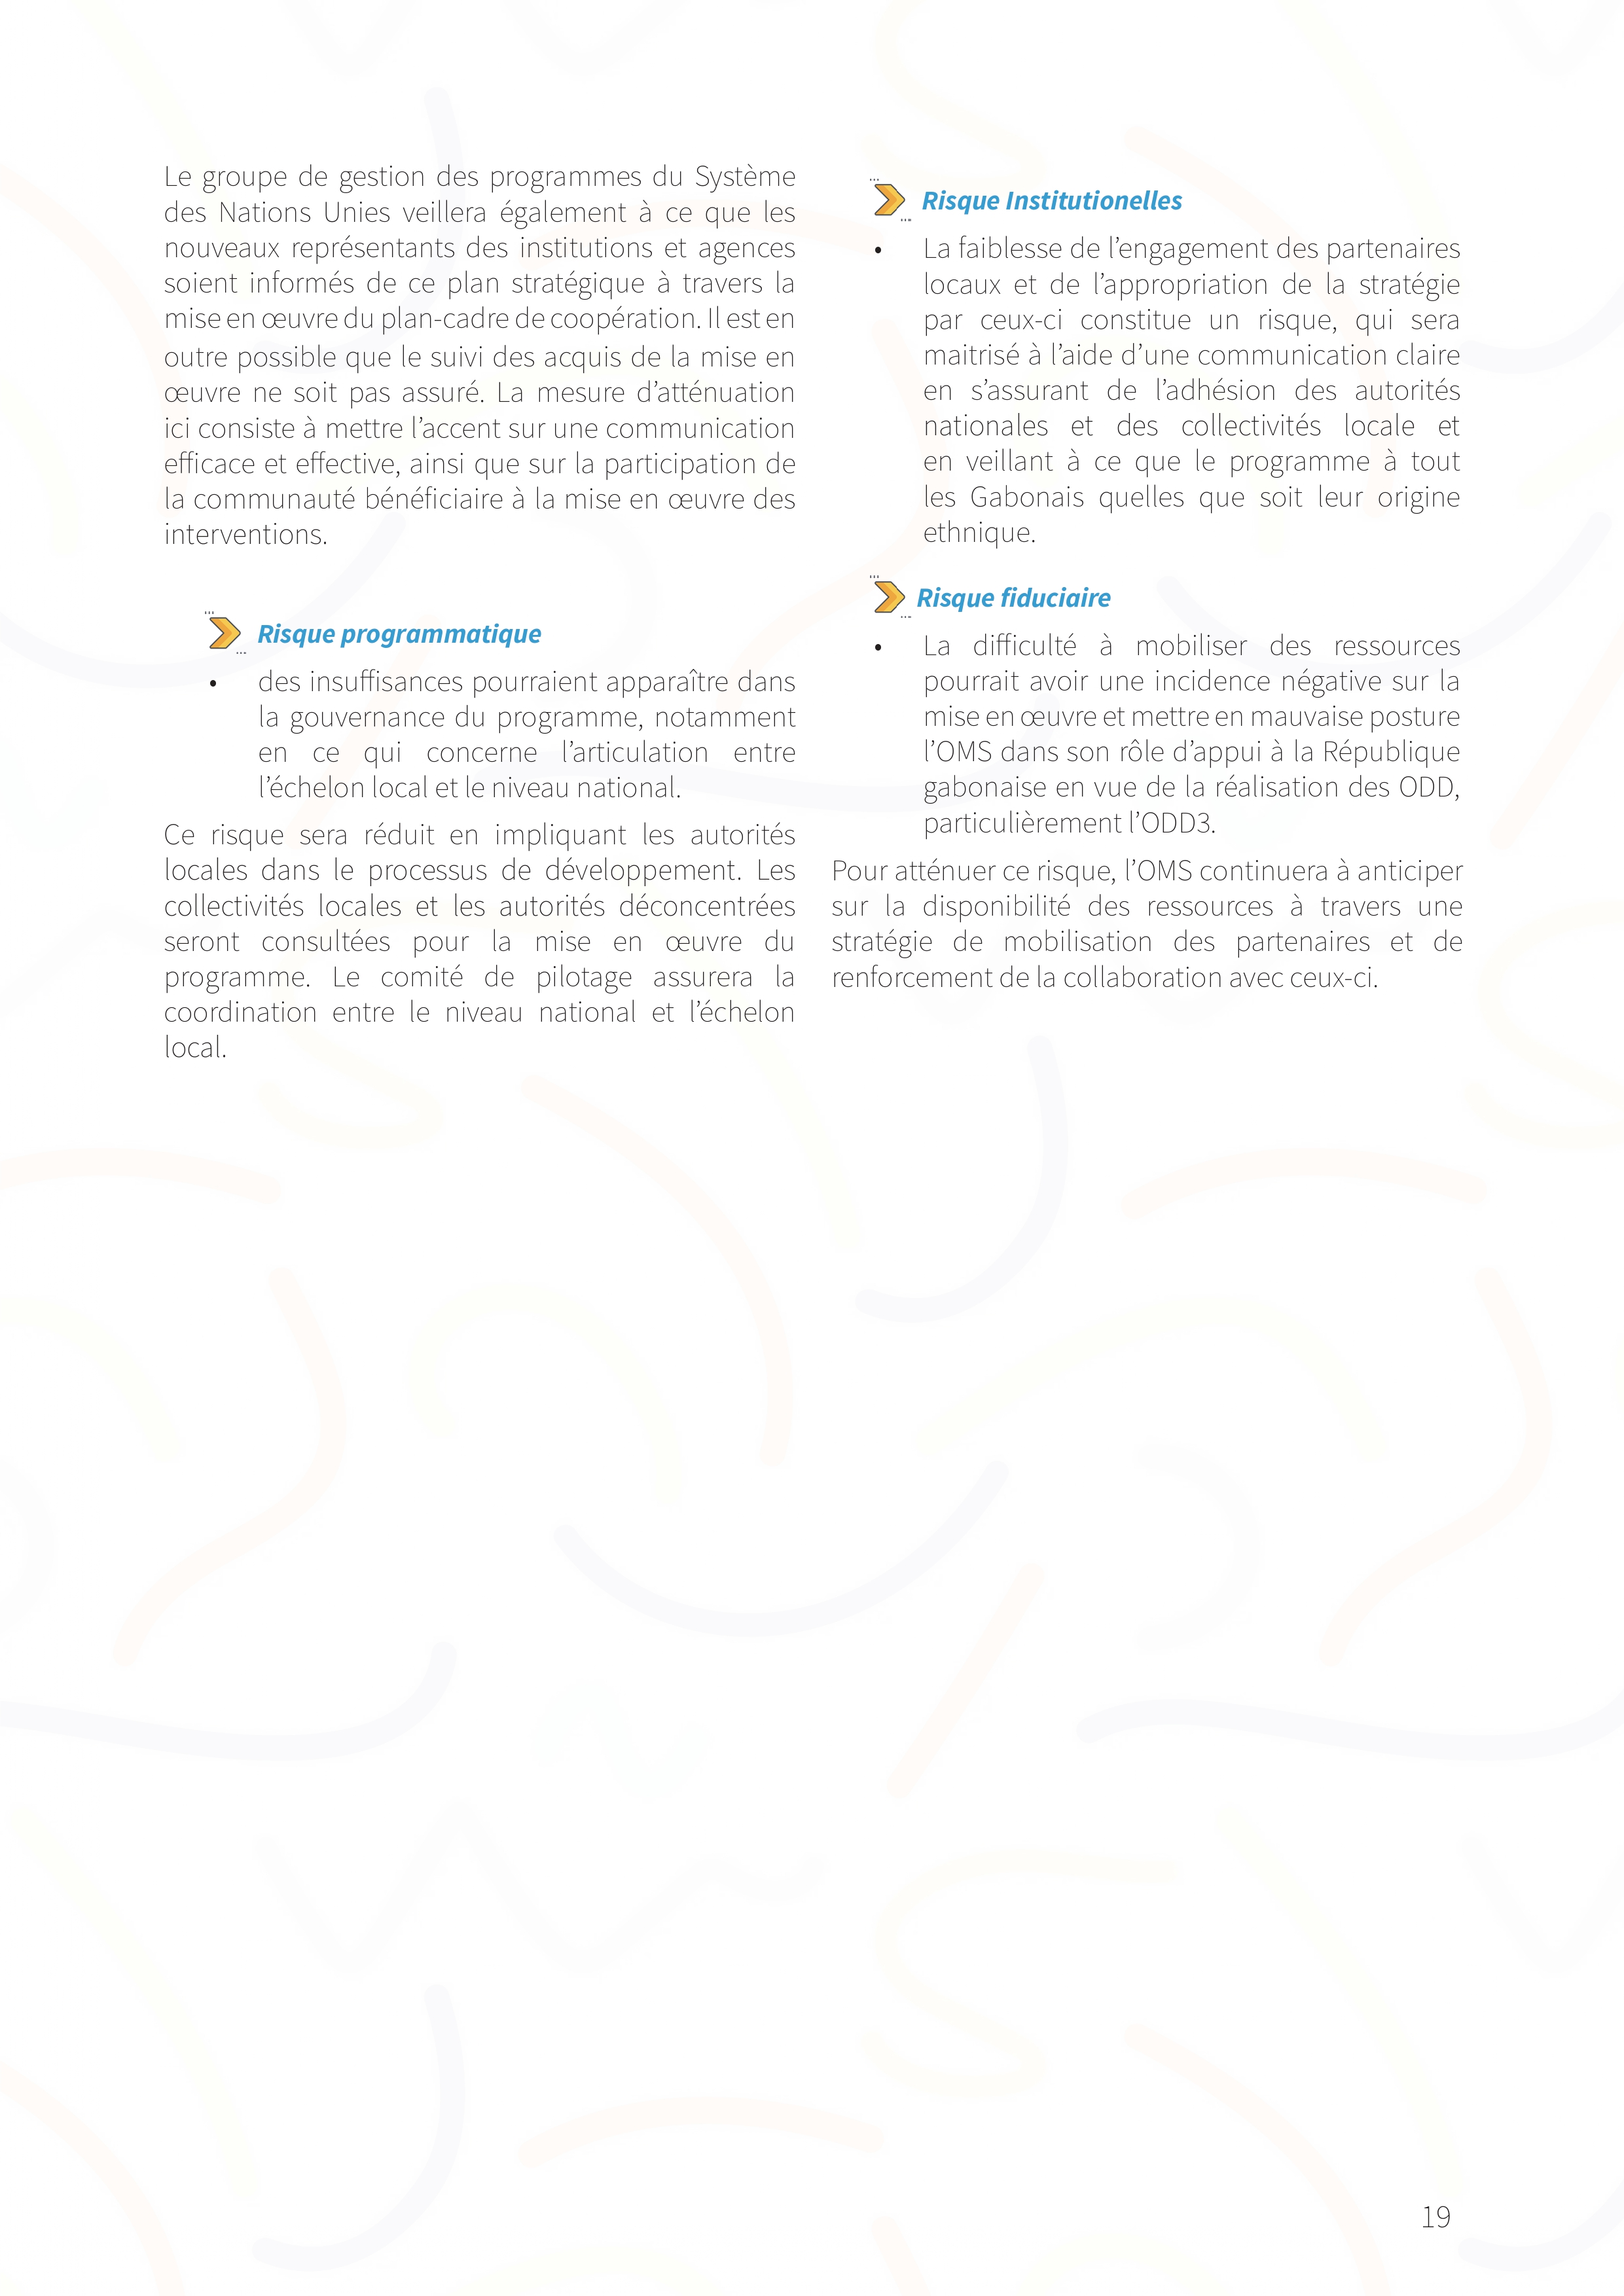 Le groupe de gestion des programmes du Système
des Nations Unies veillera également à ce que les
nouveaux représentants des institutions et agences
soient informés de ce plan stratégique à travers la
mise en œuvre du plan-cadre de coopération. Il est en
outre possible que le suivi des acquis de la mise en
œuvre ne soit pas assuré. La mesure d’atténuation
ici consiste à mettre l’accent sur une communication
efficace et effective, ainsi que sur la participation de
la communauté bénéficiaire à la mise en œuvre des
interventions.
Risque programmatique
• des insuffisances pourraient apparaître dans
la gouvernance du programme, notamment
en ce qui concerne l’articulation entre
l’échelon local et le niveau national.
Ce risque sera réduit en impliquant les autorités
locales dans le processus de développement. Les
collectivités locales et les autorités déconcentrées
seront consultées pour la mise en œuvre du
programme. Le comité de pilotage assurera la
coordination entre le niveau national et l’échelon
local.
Risque Institutionelles
• La faiblesse de l’engagement des partenaires
locaux et de l’appropriation de la stratégie
par ceux-ci constitue un risque, qui sera
maitrisé à l’aide d’une communication claire
en s’assurant de l’adhésion des autorités
nationales et des collectivités locale et
en veillant à ce que le programme à tout
les Gabonais quelles que soit leur origine
ethnique.
Risque fiduciaire
• La difficulté à mobiliser des ressources
pourrait avoir une incidence négative sur la
mise en œuvre et mettre en mauvaise posture
l’OMS dans son rôle d’appui à la République
gabonaise en vue de la réalisation des ODD,
particulièrement l’ODD3.
Pour atténuer ce risque, l’OMS continuera à anticiper
sur la disponibilité des ressources à travers une
stratégie de mobilisation des partenaires et de
renforcement de la collaboration avec ceux-ci.
19